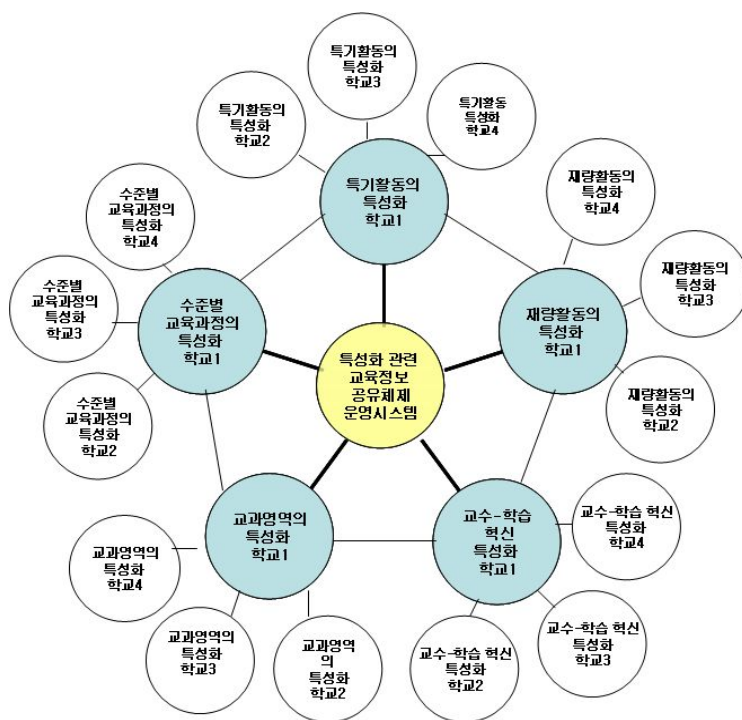 특기활동의
특성화
학교3
특기활동
특성화
학교4
특기활동의
특성화
학교2
특기활동의
특성화
학교1
재량활동의
특성화
학교4
수준별
교육과정의
특성화
학교4
재량활동의
특성화
학교3
수준별
교육과정의
특성화
학교3
수준별
교육과정의
특성화
학교1
재량활동의
특성화
학교1
특성화 관련
교육정보
공유체제
운영시스템
재량활동의
특성화
학교2
수준별
교육과정의
특성화
학교2
교과영역의
특성화
학교1
교수-학습
혁신
특성화
학교1
교수-학습 혁신
특성화
학교4
교과영역의
특성화
학교4
교과영역의
특성화
학교3
교과영역
의
특성화
학교2
교수-학습 혁신
특성화
학교2
교수-학습 혁신
특성화
학교3